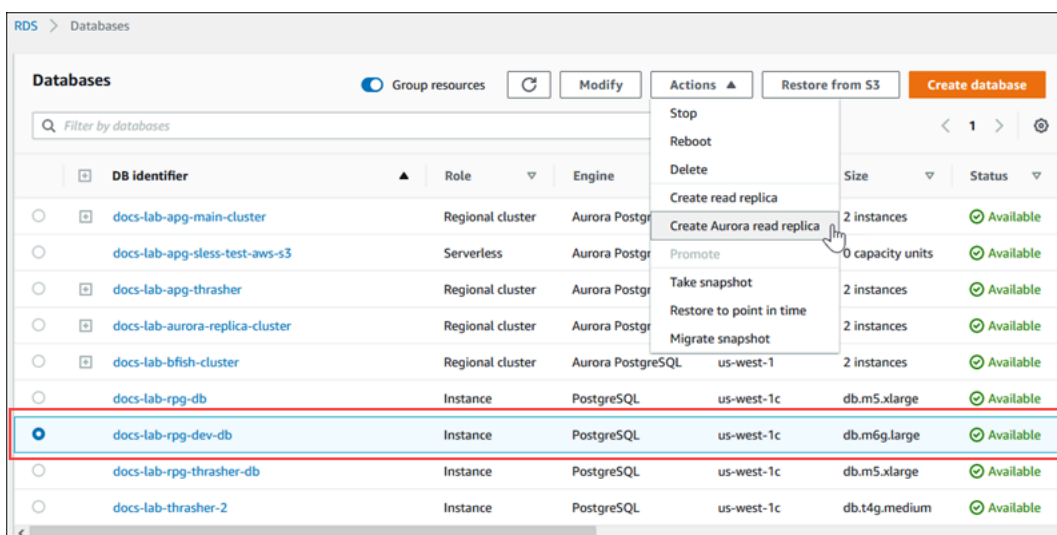 RDS > Databases
Databases
Group resources
Modify
Actions ▲
Restore from S3
Create database
Filter by databases
1
Stop
Reboot
Delete
Create read replica
Create Aurora read replica
Promote
Take snapshot
Restore to point in time
Migrate snapshot
DB identifier Role Engine Size Status
docs-lab-apg-main-cluster Regional cluster Aurora 2 instances Available
docs-lab-apg-sless-test-aws-s3 Serverless Aurora 0 capacity units Available
docs-lab-apg-thrasher Regional cluster Aurora 2 instances Available
docs-lab-aurora-replica-cluster Regional cluster Aurora 2 instances Available
docs-lab-bfish-cluster Regional cluster Aurora PostgreSQL us-west-1 2 instances Available
docs-lab-rpg-db Instance PostgreSQL us-west-1c db.m5.xlarge Available
docs-lab-rpg-dev-db Instance PostgreSQL us-west-1c db.m6g.large Available
docs-lab-rpg-thrasher-db Instance PostgreSQL us-west-1c db.m5.xlarge Available
docs-lab-thrasher-2 Instance PostgreSQL us-west-1c db.t4g.medium Available